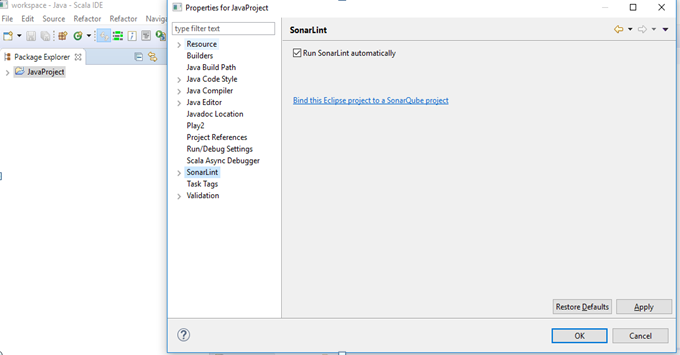 workspace - Java - Scala IDE
File Edit Source Refactor Refactor Navigate
Package Explorer
JavaProject
Properties for JavaProject
type filter text
Resource
Builders
Java Build Path
Java Code Style
Java Compiler
Java Editor
Javadoc Location
Play2
Project References
Run/Debug Settings
Scala Async Debugger
SonarLint
Task Tags
Validation
SonarLint
Run SonarLint automatically
Bind this Eclipse project to a SonarQube project
Restore Defaults Apply
OK Cancel